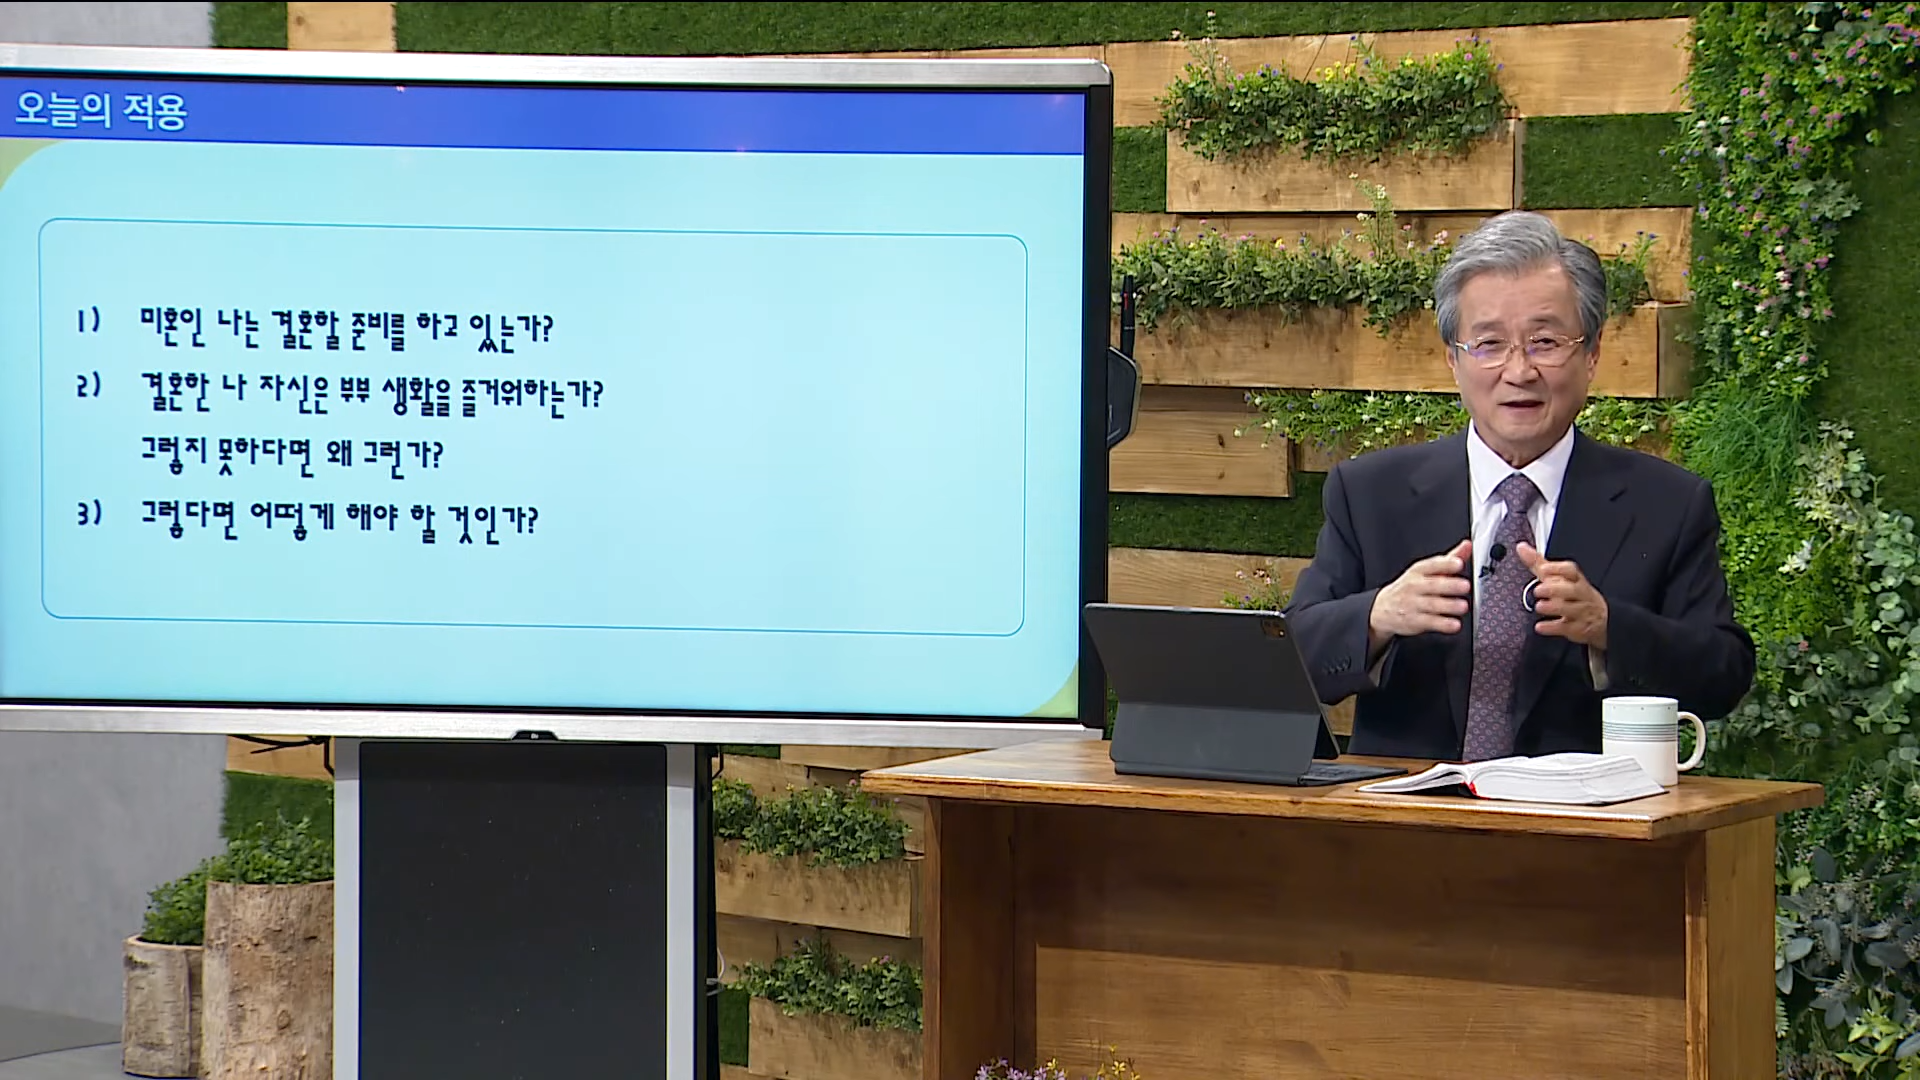 오늘의 적용
1) 미혼인 나는 결혼할 준비를 하고 있는가?
2) 결혼한 나 자신은 부부 생활을 즐거워하는가?
그렇지 못하다면 왜 그런가?
3) 그렇다면 어떻게 해야 할 것인가?